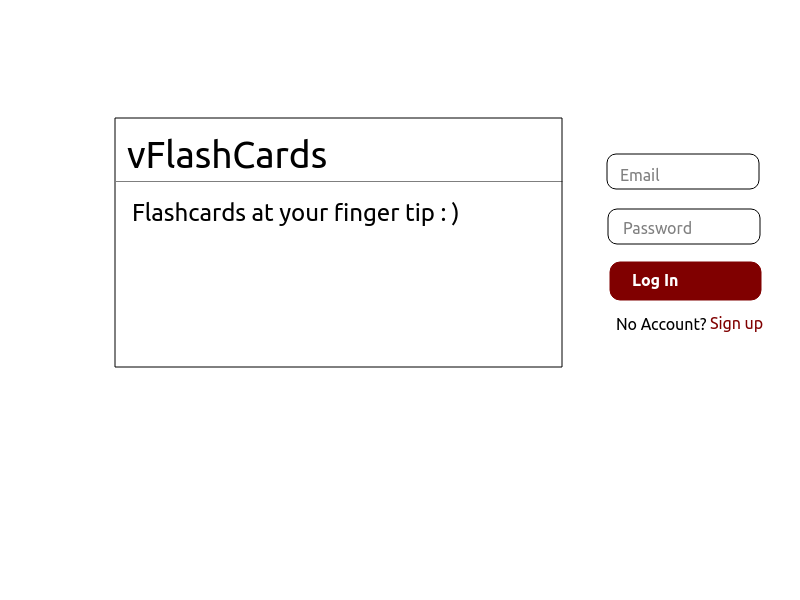 vFlashCards
Flashcards at your finger tip : )
Email
Password
Log In
No Account? Sign up